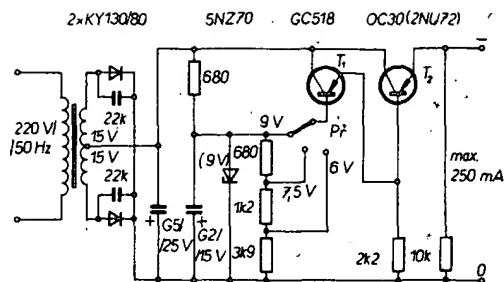 2×KY130/80 5NZ70 GC518 OC30(2NU72)
680
T₁
T₂
22k
9 V
Př
220 V/
/50 Hz
15 V
15 V
(9V)
680
7,5 V
6 V
max.
250 mA
22k
1k2
G5/
/25 V
G2/
/15 V
3k9
2k2
10k
0